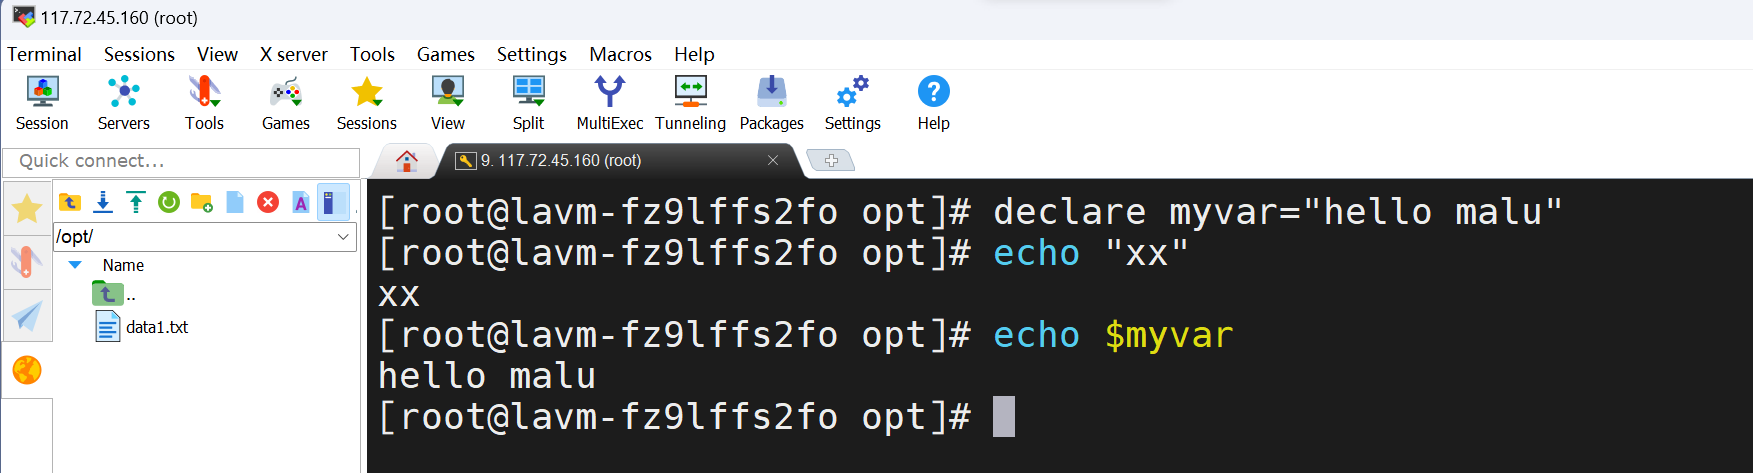 117.72.45.160 (root)
Terminal Sessions View X server Tools Games Settings Macros Help
Session Servers Tools Games Sessions View Split MultiExec Tunneling Packages Settings Help
Quick connect...
9. 117.72.45.160 (root)
/opt/
Name
..
data1.txt
[root@lavm-fz9lffs2fo opt]# declare myvar="hello malu"
[root@lavm-fz9lffs2fo opt]# echo "xx"
xx
[root@lavm-fz9lffs2fo opt]# echo $myvar
hello malu
[root@lavm-fz9lffs2fo opt]#